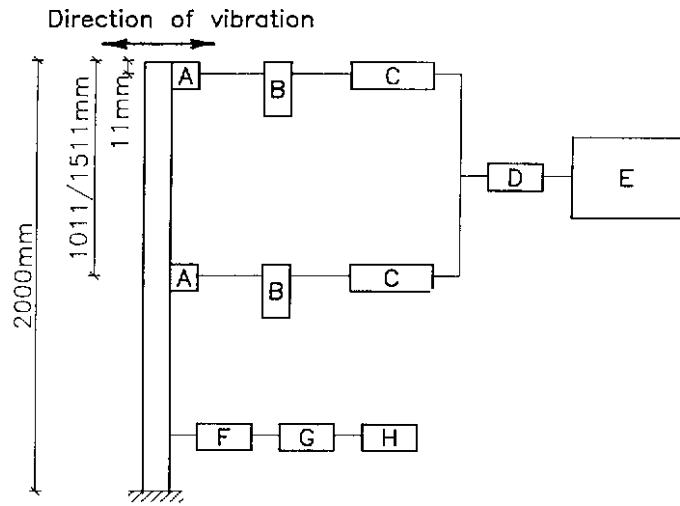 Direction of vibration
A
B
C
11mm
1011/1511mm
2000mm
D
E
A
B
C
F
G
H